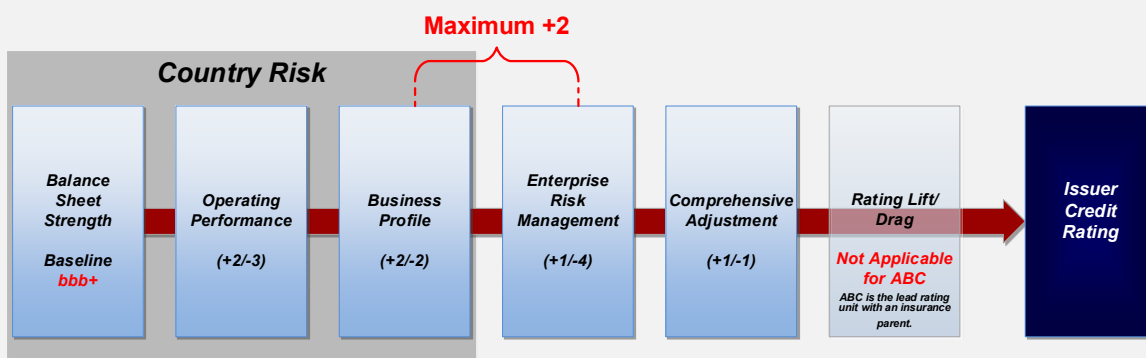 Maximum +2
Country Risk
Balance
Sheet
Strength
Baseline
bbb+
Operating
Performance
(+2/-3)
Business
Profile
(+2/-2)
Enterprise
Risk
Management
(+1/-4)
Comprehensive
Adjustment
(+1/-1)
Rating Lift/
Drag
Not Applicable
for ABC
ABC is the lead rating
unit with an insurance
parent.
Issuer
Credit
Rating